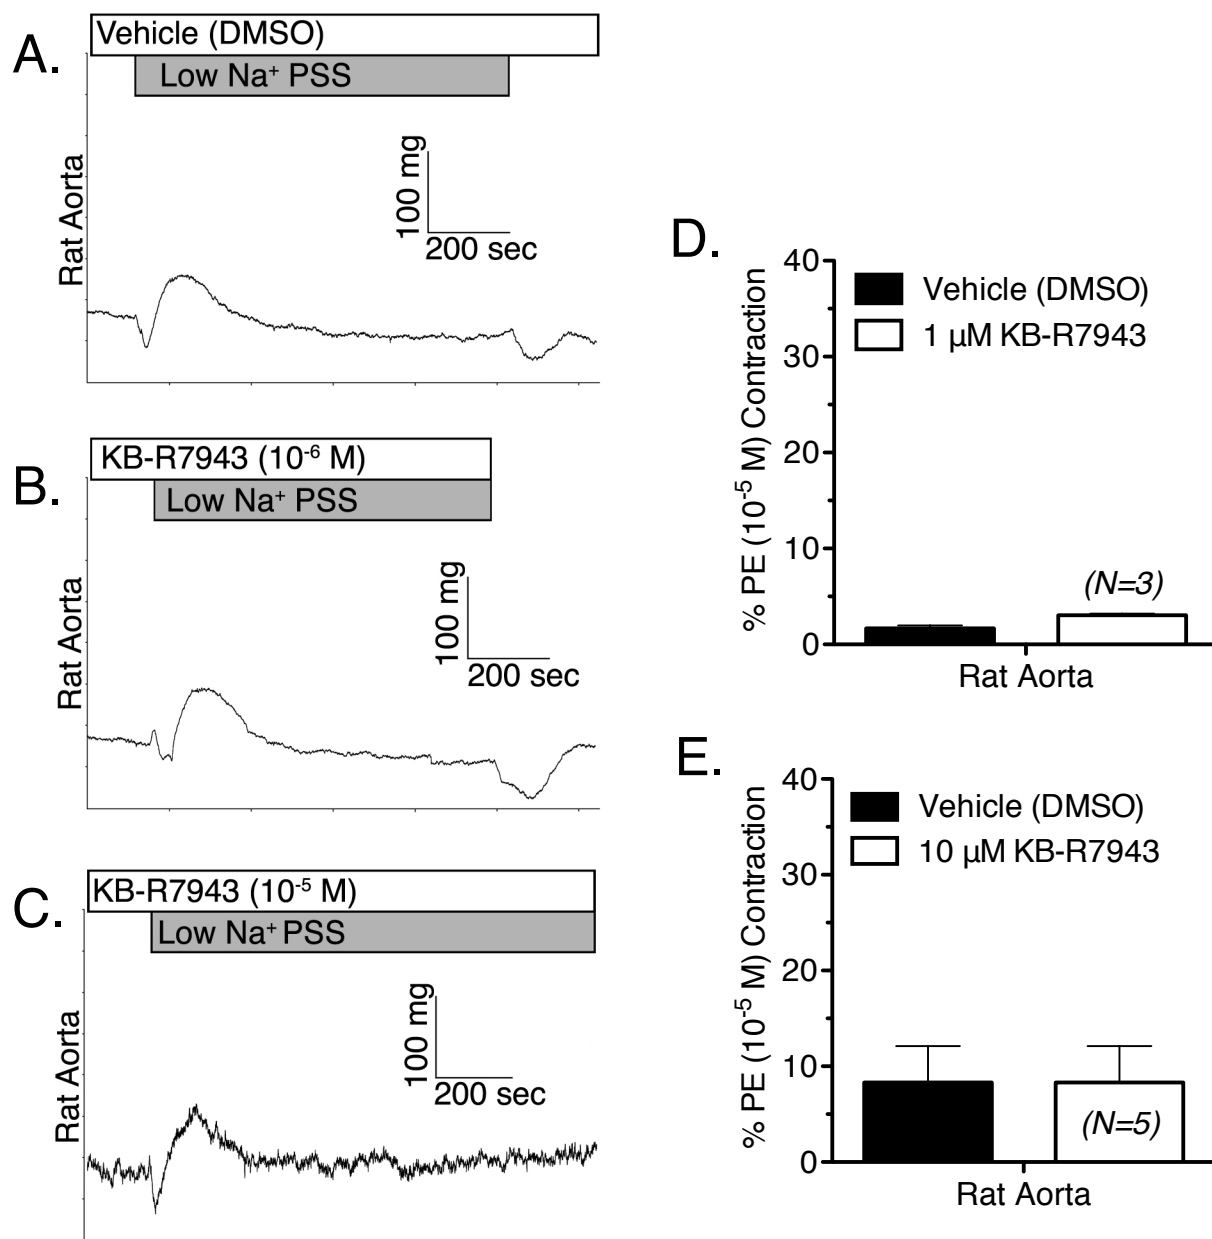 A.
Vehicle (DMSO)
Low Na⁺ PSS
Rat Aorta
100 mg
200 sec
B.
KB-R7943 (10⁻⁶ M)
Low Na⁺ PSS
Rat Aorta
100 mg
200 sec
C.
KB-R7943 (10⁻⁵ M)
Low Na⁺ PSS
Rat Aorta
100 mg
200 sec
D.
% PE (10⁻⁵ M) Contraction
40
30
20
10
0
Vehicle (DMSO)
1 µM KB-R7943
(N=3)
Rat Aorta
E.
% PE (10⁻⁵ M) Contraction
40
30
20
10
0
Vehicle (DMSO)
10 µM KB-R7943
(N=5)
Rat Aorta